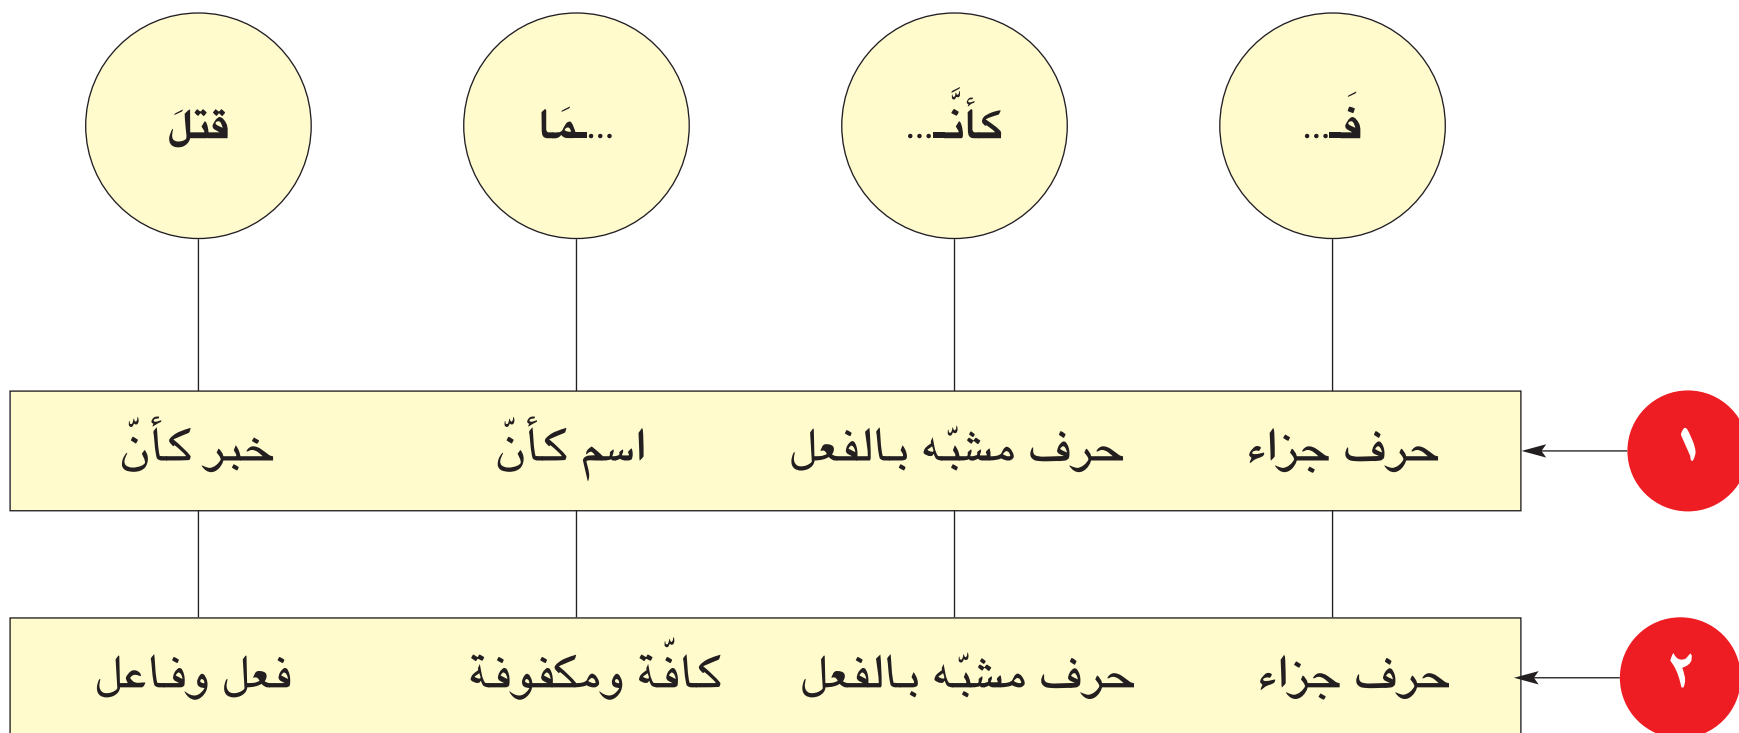 فَـ... كأنَّـ... ...ـمَا قتلَ
١ حرف جزاء حرف مشبّه بالفعل اسم كأنّ خبر كأنّ
٢ حرف جزاء حرف مشبّه بالفعل كافّة ومكفوفة فعل وفاعل